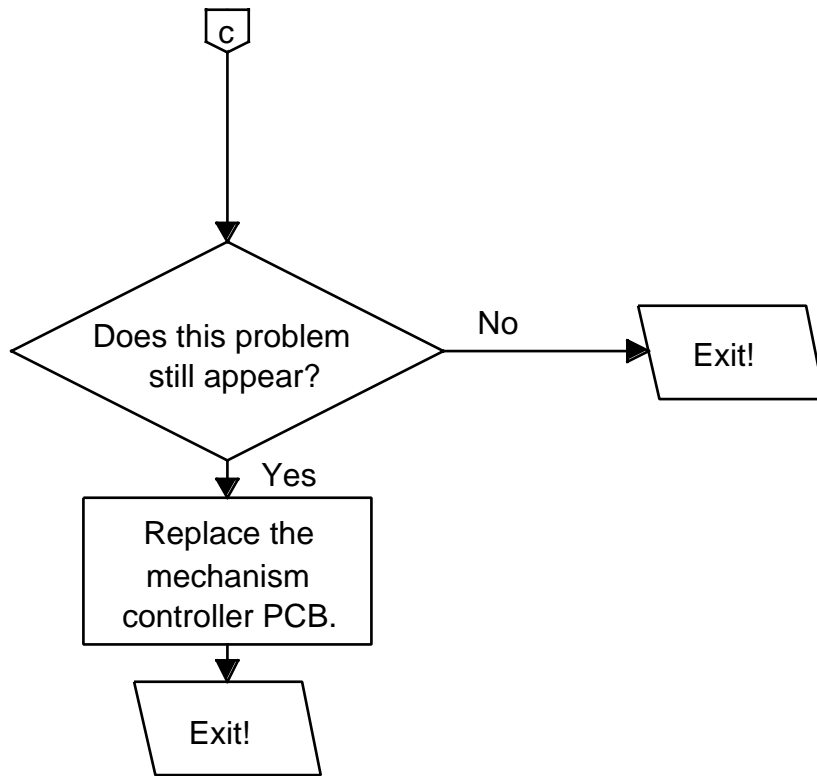 c
Does this problem
still appear?
No
Exit!
Yes
Replace the
mechanism
controller PCB.
Exit!